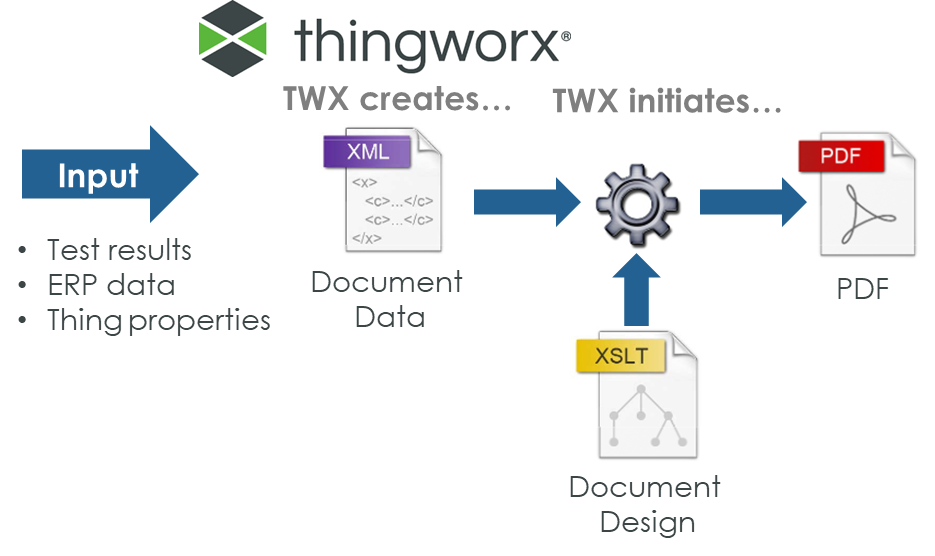 thingworx®
TWX creates…
TWX initiates…
Input
• Test results
• ERP data
• Thing properties
XML
<x>
<c>...</c>
<c>...</c>
</x>
Document
Data
PDF
PDF
XSLT
Document
Design